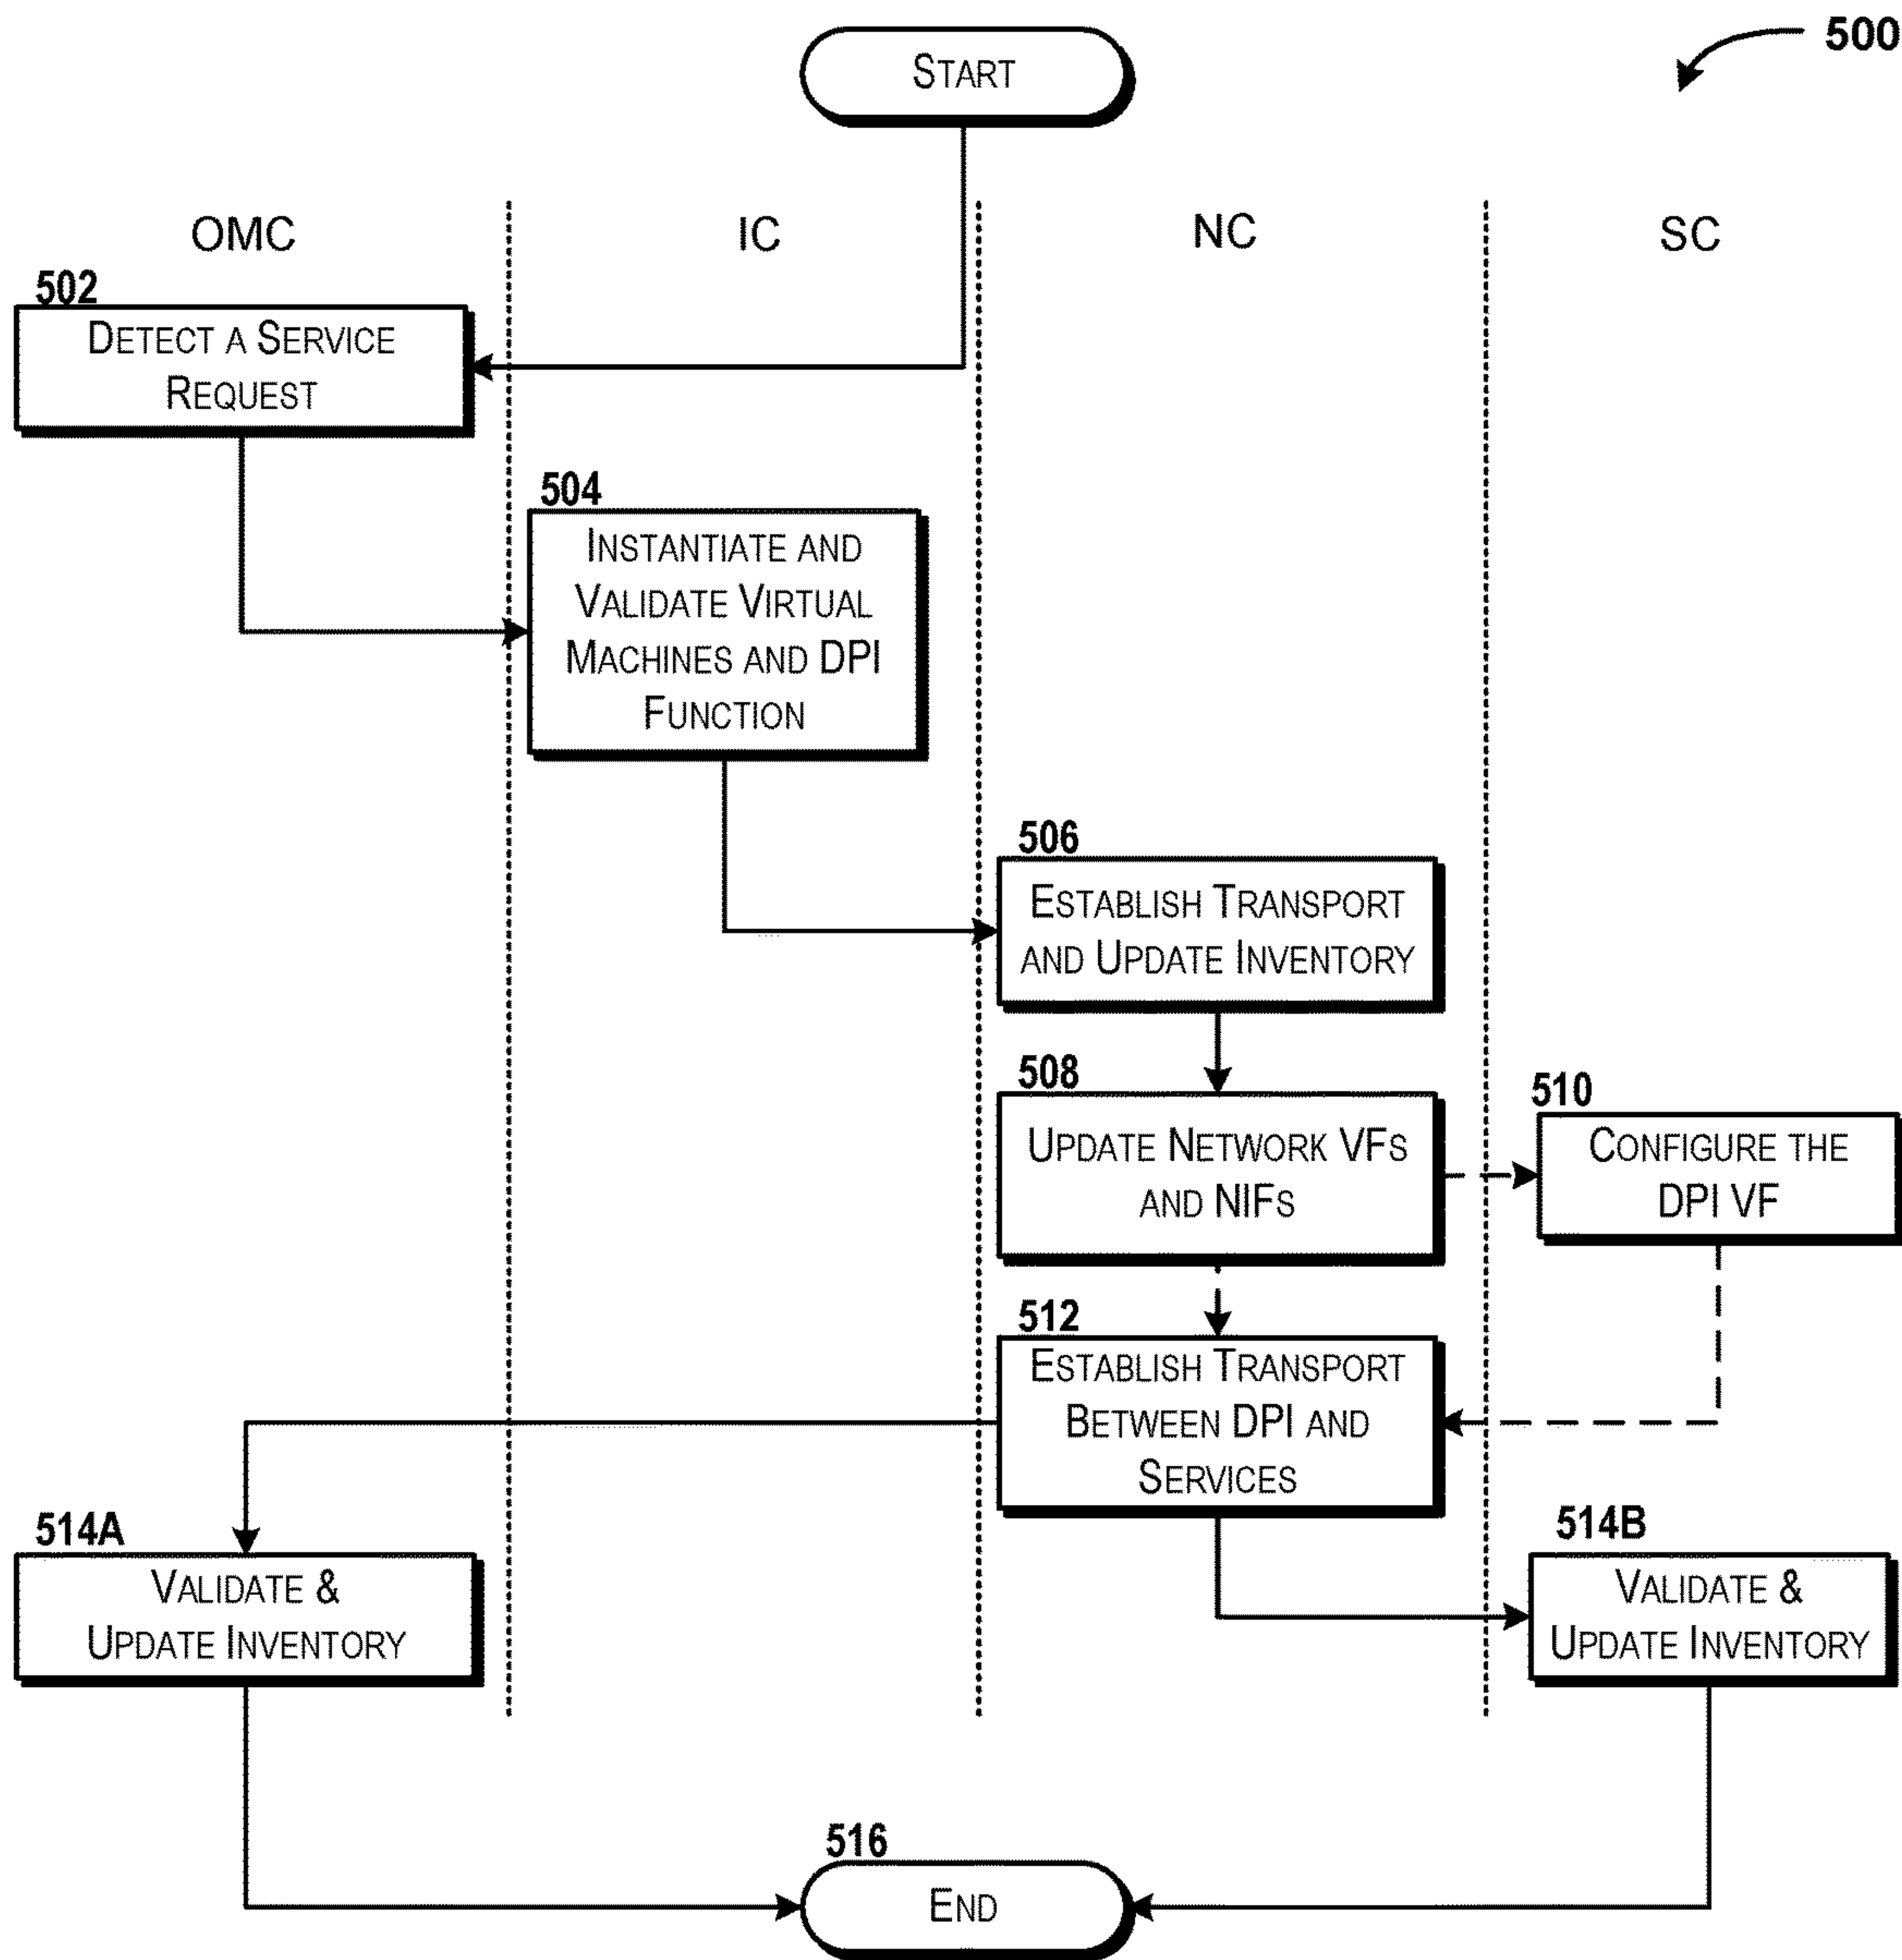 500
START
OMC
IC
NC
SC
502
DETECT A SERVICE
REQUEST
504
INSTANTIATE AND
VALIDATE VIRTUAL
MACHINES AND DPI
FUNCTION
506
ESTABLISH TRANSPORT
AND UPDATE INVENTORY
508
UPDATE NETWORK VFS
AND NIFS
510
CONFIGURE THE
DPI VF
512
ESTABLISH TRANSPORT
BETWEEN DPI AND
SERVICES
514A
VALIDATE &
UPDATE INVENTORY
514B
VALIDATE &
UPDATE INVENTORY
516
END